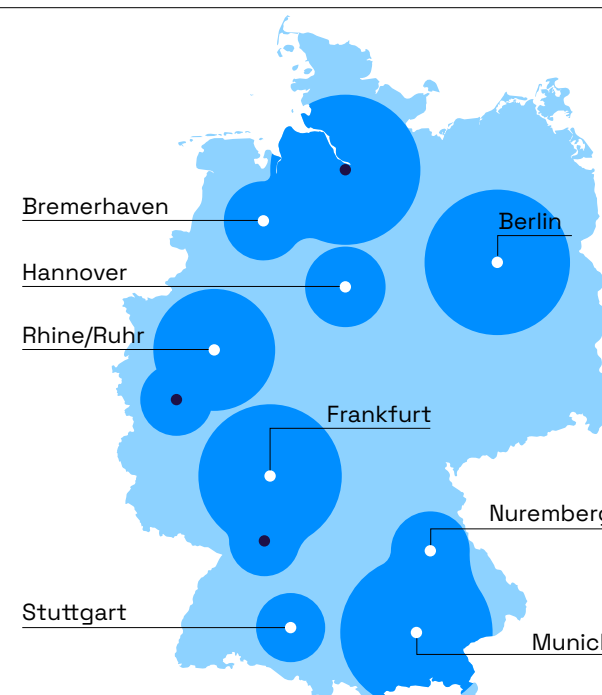 Bremerhaven
Berlin
Hannover
Rhine/Ruhr
Frankfurt
Nuremberg
Stuttgart
Munich